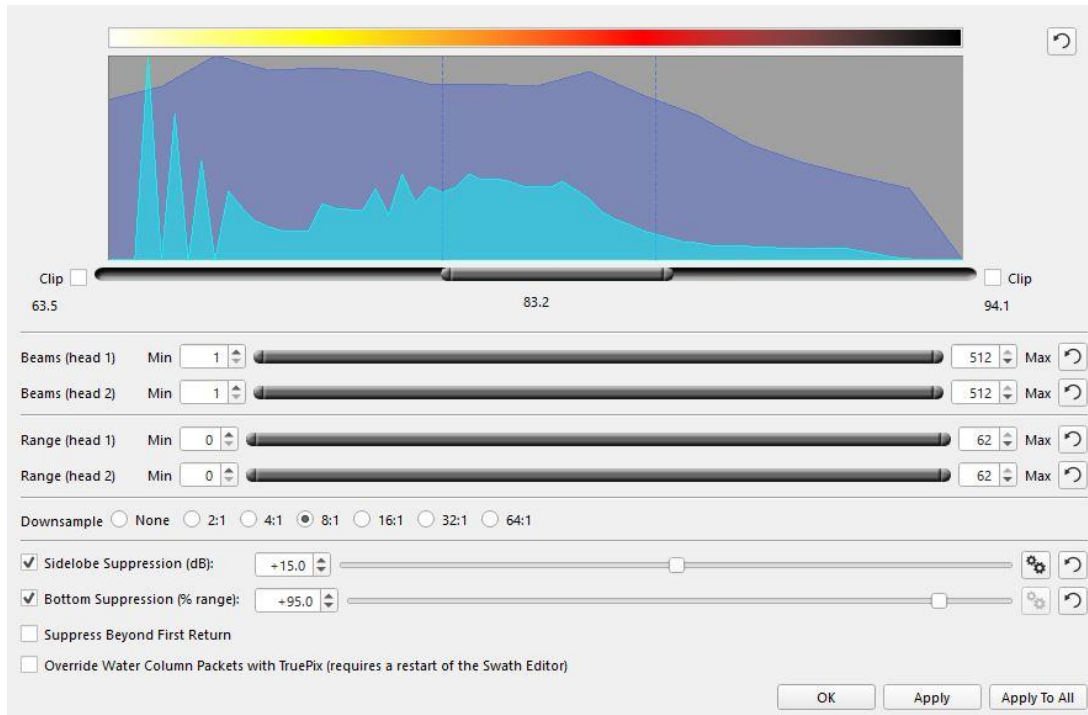 Clip Clip
63.5 83.2 94.1
Beams (head 1) Min 1 512 Max
Beams (head 2) Min 1 512 Max
Range (head 1) Min 0 62 Max
Range (head 2) Min 0 62 Max
Downsample None 2:1 4:1 8:1 16:1 32:1 64:1
Sidelobe Suppression (dB): +15.0
Bottom Suppression (% range): +95.0
Suppress Beyond First Return
Override Water Column Packets with TruePix (requires a restart of the Swath Editor)
OK Apply Apply To All